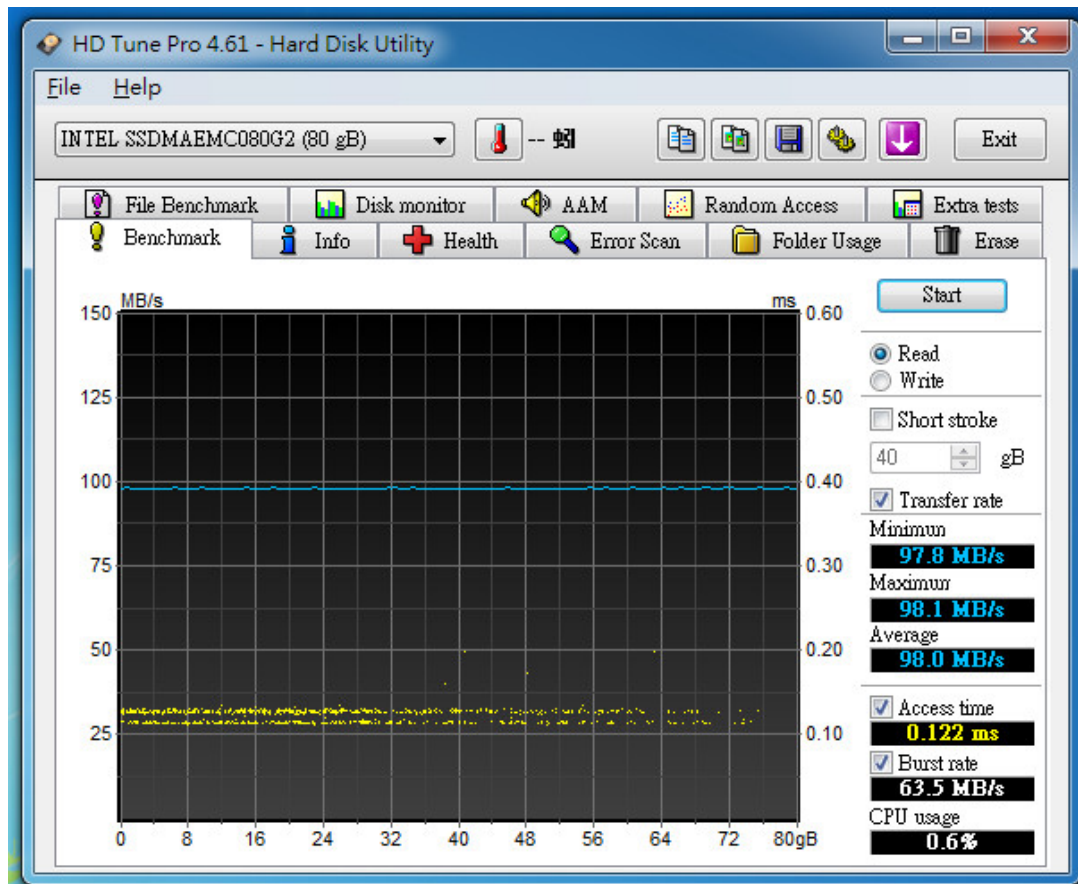 HD Tune Pro 4.61 - Hard Disk Utility
File Help
INTEL SSDMAEMC080G2 (80 gB) -- 蚓 Exit
File Benchmark Disk monitor AAM Random Access Extra tests
Benchmark Info Health Error Scan Folder Usage Erase
Start
MB/s ms
150 0.60
125 0.50
100 0.40
75 0.30
50 0.20
25 0.10
0 8 16 24 32 40 48 56 64 72 80gB
Read
Write
Short stroke
40 gB
Transfer rate
Minimun
97.8 MB/s
Maximun
98.1 MB/s
Average
98.0 MB/s
Access time
0.122 ms
Burst rate
63.5 MB/s
CPU usage
0.6%